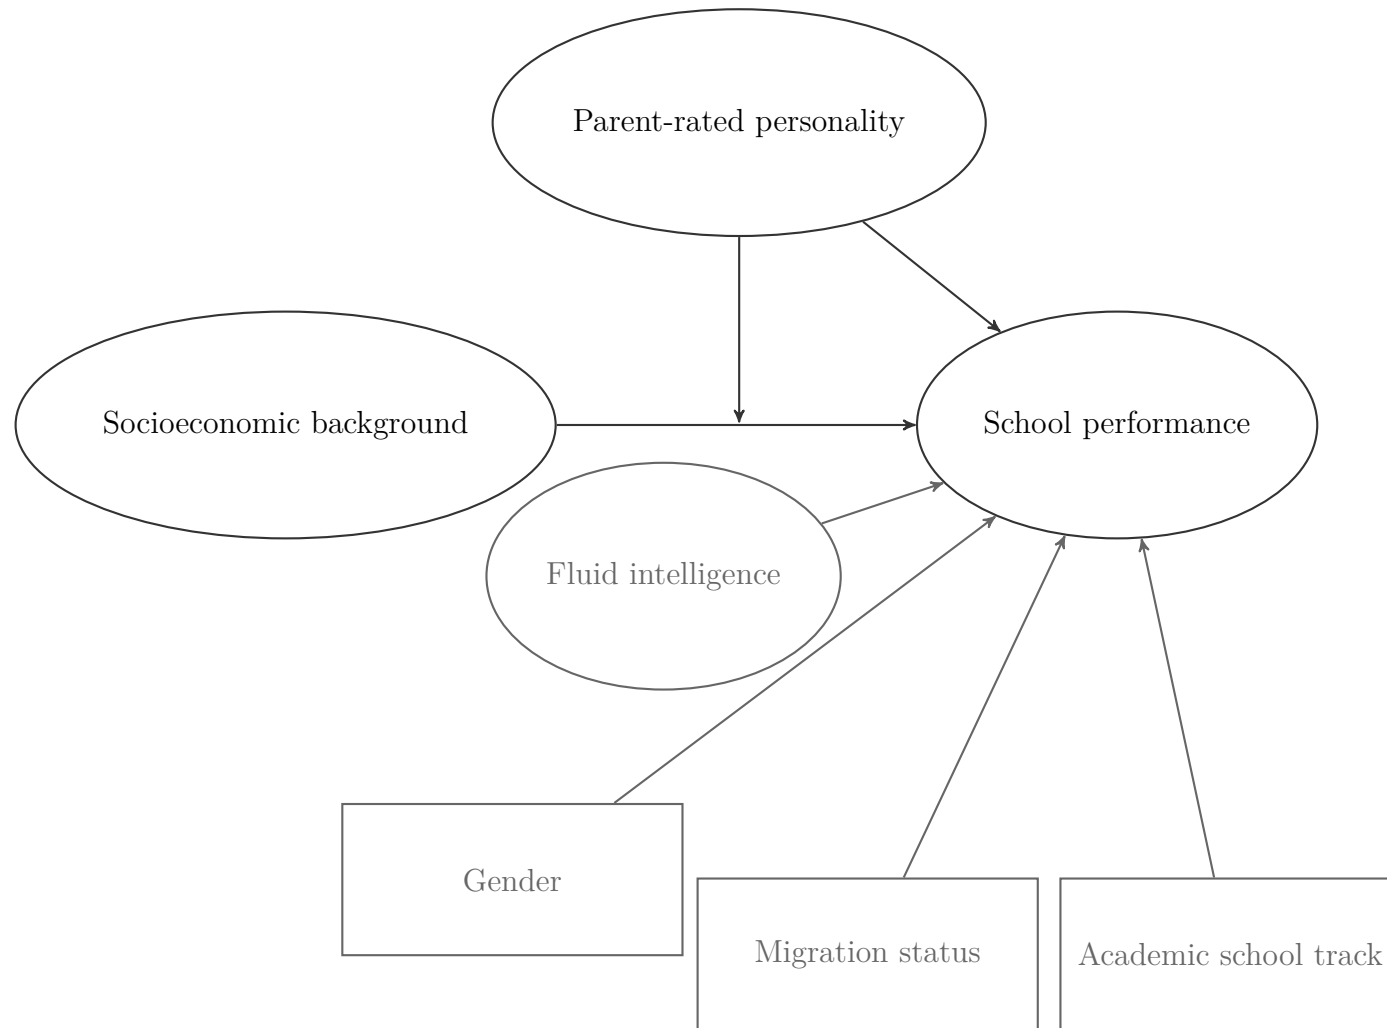 Parent-rated personality
Socioeconomic background
School performance
Fluid intelligence
Gender
Migration status
Academic school track